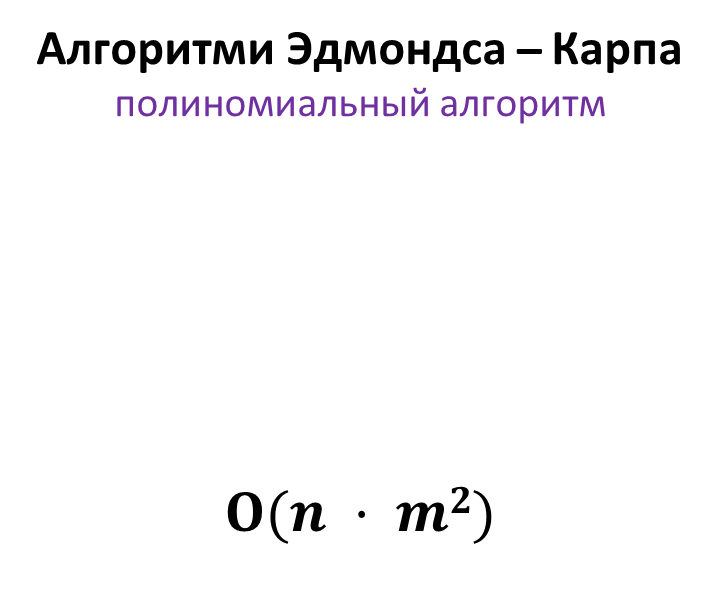 Алгоритми Эдмондса – Карпа
полиномиальный алгоритм
O(n · m²)